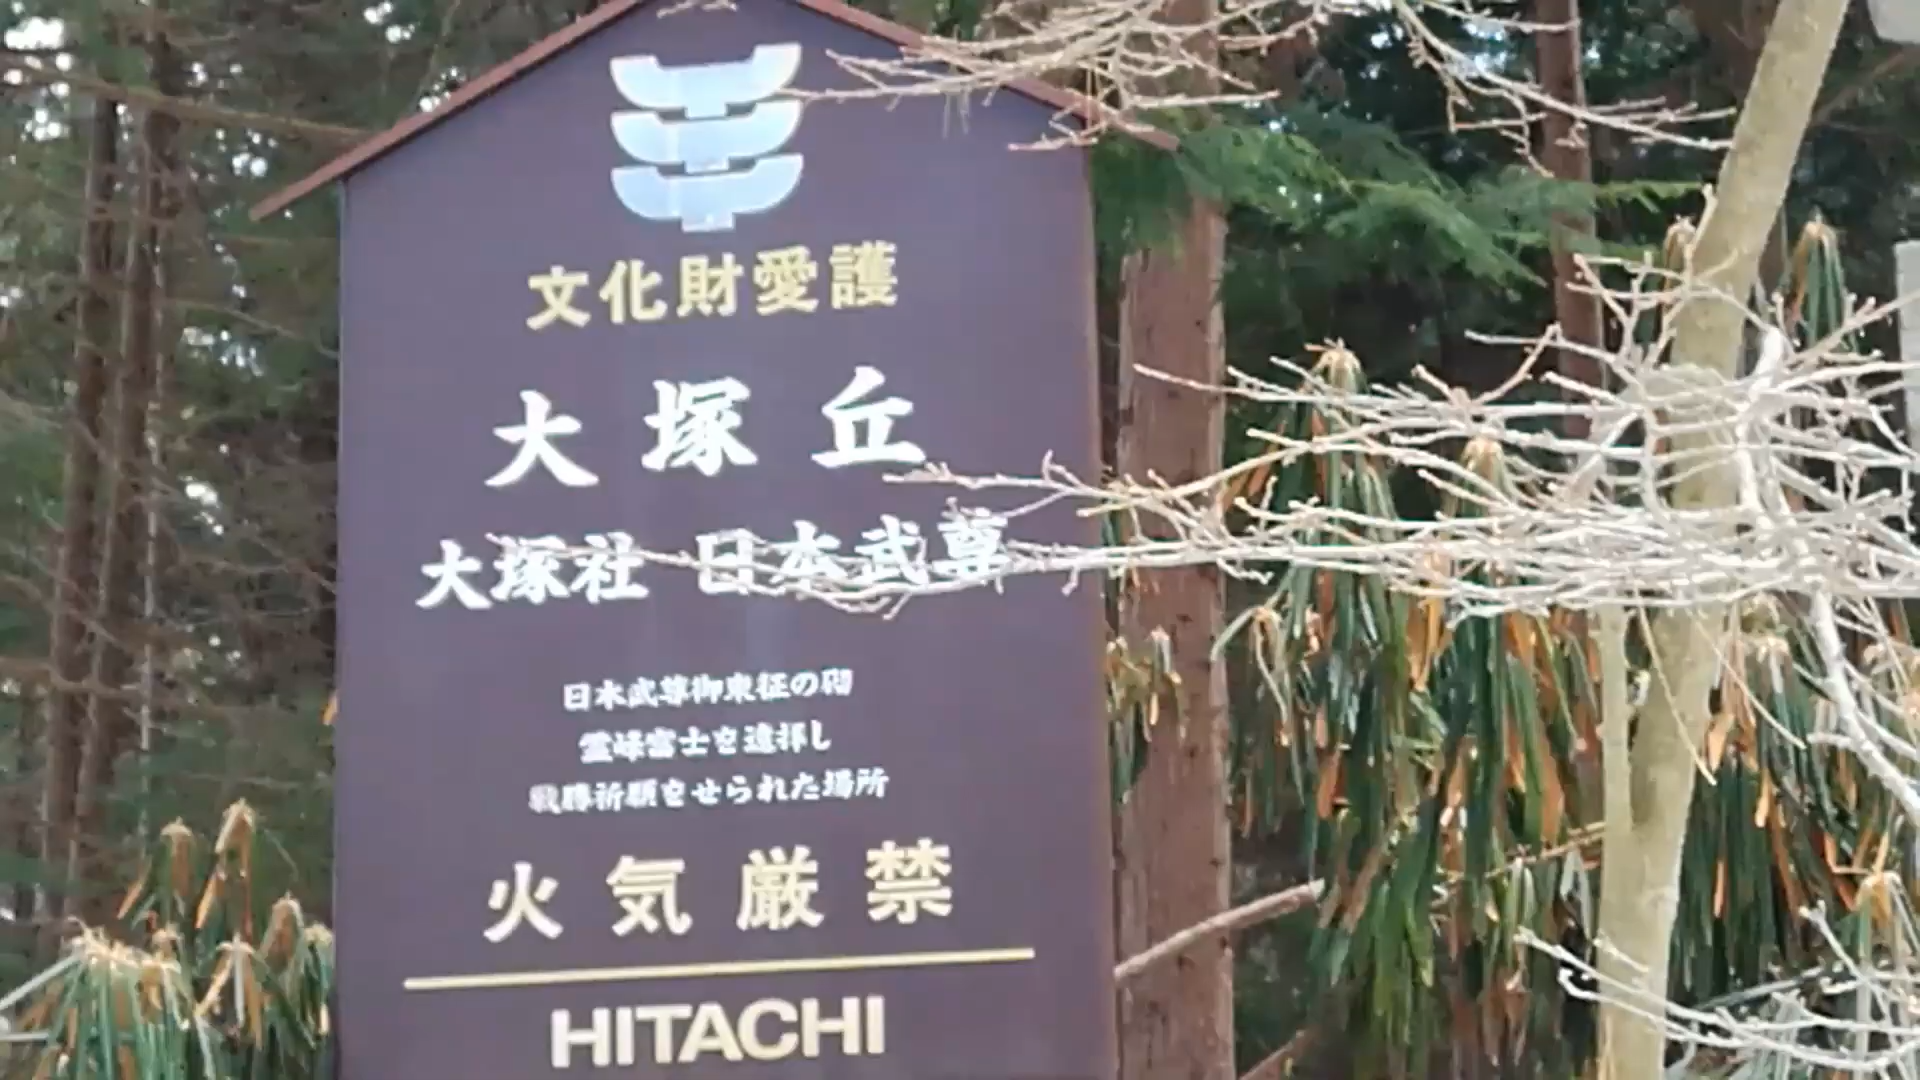 文化財愛護
大塚丘
大塚社 日本武尊
日本武尊御東征の砌
霊峰富士を遠拝し
戦勝祈願をせられた場所
火気厳禁
HITACHI